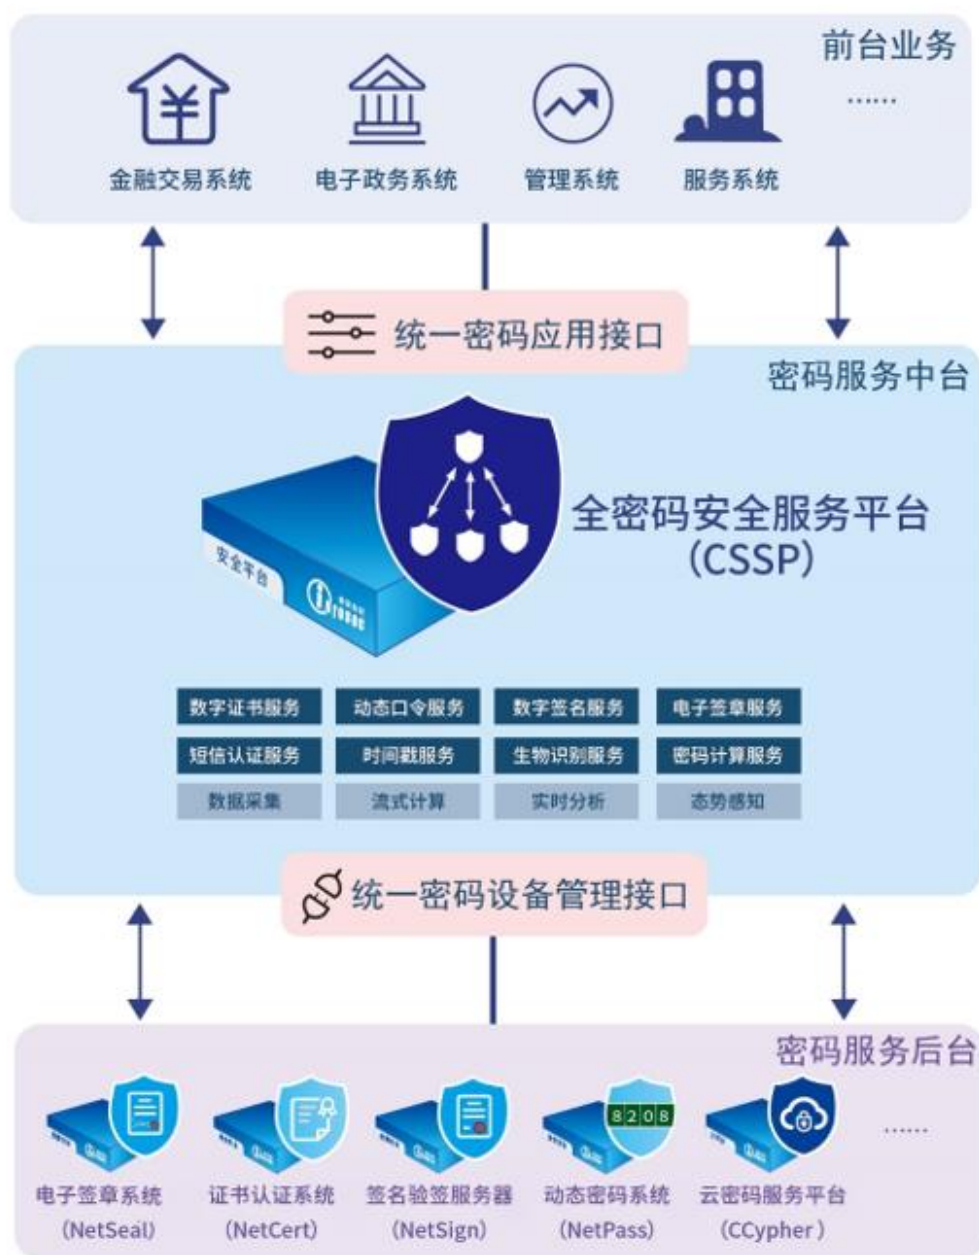 前台业务
……
金融交易系统
电子政务系统
管理系统
服务系统
统一密码应用接口
密码服务中台
全密码安全服务平台
（CSSP）
安全平台
数字证书服务
动态口令服务
数字签名服务
电子签章服务
短信认证服务
时间戳服务
生物识别服务
密码计算服务
数据采集
流式计算
实时分析
态势感知
统一密码设备管理接口
密码服务后台
8208
……
电子签章系统
（NetSeal）
证书认证系统
（NetCert）
签名验签服务器
（NetSign）
动态密码系统
（NetPass）
云密码服务平台
（CCypher）